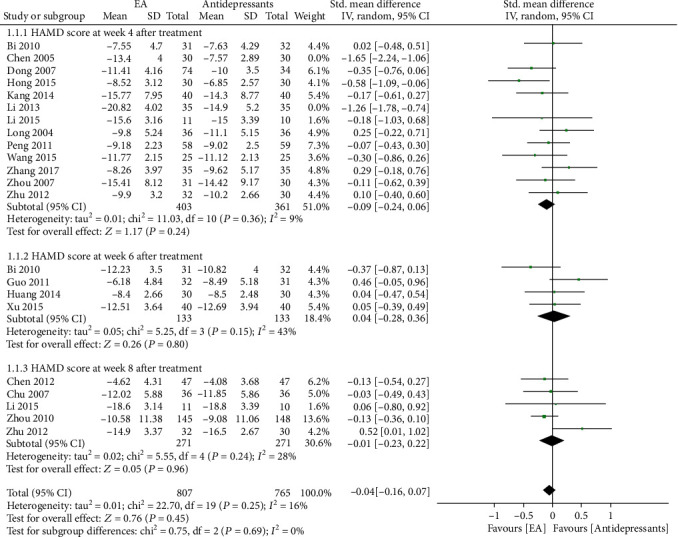 EA Antidepressants Std. mean difference Std. mean difference
Study or subgroup Mean SD Total Mean SD Total Weight IV, random, 95% CI IV, random, 95% CI
1.1.1 HAMD score at week 4 after treatment
Bi 2010 −7.55 4.7 31 −7.63 4.29 32 4.4% 0.02 [−0.48, 0.51]
Chen 2005 −13.4 4 30 −7.57 2.89 30 0.0% −1.65 [−2.24, −1.06]
Dong 2007 −11.41 4.16 74 −10 3.5 34 0.0% −0.35 [−0.76, 0.06]
Hong 2015 −8.52 3.12 30 −6.85 2.57 30 0.0% −0.58 [−1.09, −0.06]
Kang 2014 −15.77 7.95 40 −14.3 8.77 40 0.0% −0.17 [−0.61, 0.27]
Li 2013 −20.82 4.02 35 −14.9 5.2 35 0.0% −1.26 [−1.78, −0.74]
Li 2015 −15.6 3.16 11 −15 3.39 10 0.0% −0.18 [−1.03, 0.68]
Long 2004 −9.8 5.24 36 −11.1 5.15 36 0.0% 0.25 [−0.22, 0.71]
Peng 2011 −9.18 2.23 58 −9.02 2.5 59 0.0% −0.07 [−0.43, 0.30]
Wang 2015 −11.77 2.15 25 −11.12 2.13 25 0.0% −0.30 [−0.86, 0.26]
Zhang 2017 −8.26 3.97 35 −9.62 5.17 35 0.0% 0.29 [−0.18, 0.76]
Zhou 2007 −15.41 8.12 31 −14.42 9.17 30 0.0% −0.11 [−0.62, 0.39]
Zhu 2012 −9.9 3.2 32 −10.2 2.66 30 0.0% 0.10 [−0.40, 0.60]
Subtotal (95% CI) 403 361 51.0% −0.09 [−0.24, 0.06]
Heterogeneity: tau2 = 0.01; chi2 = 11.03, df = 10 (P = 0.36); I2 = 9%
Test for overall effect: Z = 1.17 (P = 0.24)
1.1.2 HAMD score at week 6 after treatment
Bi 2010 −12.23 3.5 31 −10.82 4 32 4.4% −0.37 [−0.87, 0.13]
Guo 2011 −6.18 4.84 32 −8.49 5.18 31 0.0% 0.46 [−0.05, 0.96]
Huang 2014 −8.4 2.66 30 −8.5 2.48 30 0.0% 0.04 [−0.47, 0.54]
Xu 2015 −12.51 3.64 40 −12.69 3.94 40 0.0% 0.05 [−0.39, 0.49]
Subtotal (95% CI) 133 133 18.4% 0.04 [−0.28, 0.36]
Heterogeneity: tau2 = 0.05; chi2 = 5.25, df = 3 (P = 0.15); I2 = 43%
Test for overall effect: Z = 0.26 (P = 0.80)
1.1.3 HAMD score at week 8 after treatment
Chen 2012 −4.62 4.31 47 −4.08 3.68 47 6.2% −0.13 [−0.54, 0.27]
Chu 2007 −12.02 5.88 36 −11.85 5.86 36 0.0% −0.03 [−0.49, 0.43]
Li 2015 −18.6 3.14 11 −18.8 3.39 10 0.0% 0.06 [−0.80, 0.92]
Zhou 2010 −10.58 11.38 145 −9.08 11.06 148 13.6% −0.13 [−0.36, 0.10]
Zhu 2012 −14.9 3.37 32 −16.5 2.67 30 0.0% 0.52 [0.01, 1.02]
Subtotal (95% CI) 271 271 30.6% −0.01 [−0.23, 0.22]
Heterogeneity: tau2 = 0.02; chi2 = 5.55, df = 4 (P = 0.24); I2 = 28%
Test for overall effect: Z = 0.05 (P = 0.96)
Total (95% CI) 807 765 100.0% −0.04 [−0.16, 0.07]
Heterogeneity: tau2 = 0.01; chi2 = 22.70, df = 19 (P = 0.25); I2 = 16%
Test for overall effect: Z = 0.76 (P = 0.45)
Test for subgroup differences: chi2 = 0.75, df = 2 (P = 0.69); I2 = 0%
−1 −0.5 0 0.5 1
Favours [EA] Favours [Antidepressants]